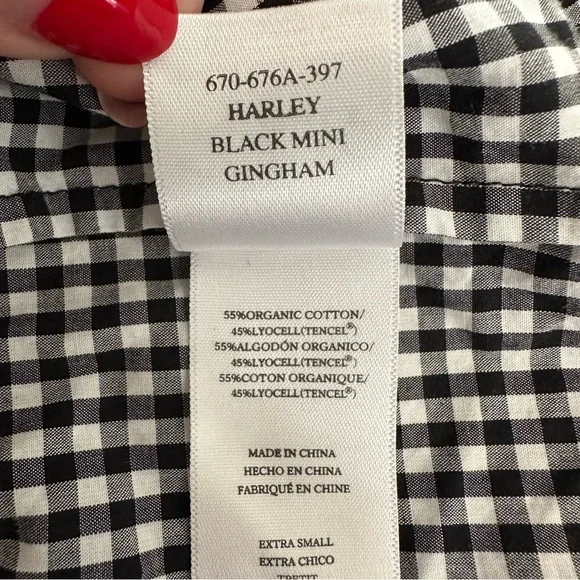 670-676A-397
HARLEY
BLACK MINI
GINGHAM
55%ORGANIC COTTON/
45%LYOCELL(TENCEL®)
55%ALGODÓN ORGANICO/
45%LYOCELL(TENCEL®)
55%COTON ORGANIQUE/
45%LYOCELL(TENCEL®)
MADE IN CHINA
HECHO EN CHINA
FABRIQUÉ EN CHINE
EXTRA SMALL
EXTRA CHICO